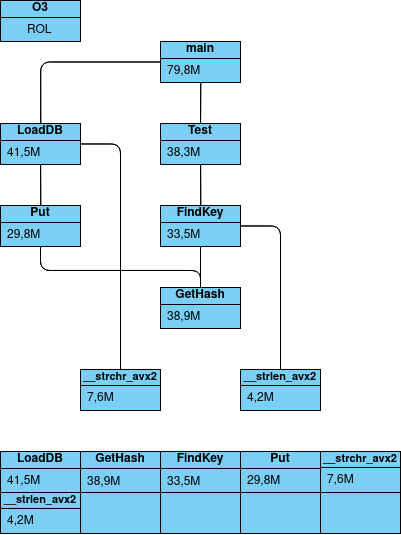 O3
ROL
main
79,8M
LoadDB
41,5M
Test
38,3M
Put
29,8M
FindKey
33,5M
GetHash
38,9M
__strchr_avx2
7,6M
__strlen_avx2
4,2M
LoadDB GetHash FindKey Put __strchr_avx2
41,5M 38,9M 33,5M 29,8M 7,6M
__strlen_avx2
4,2M